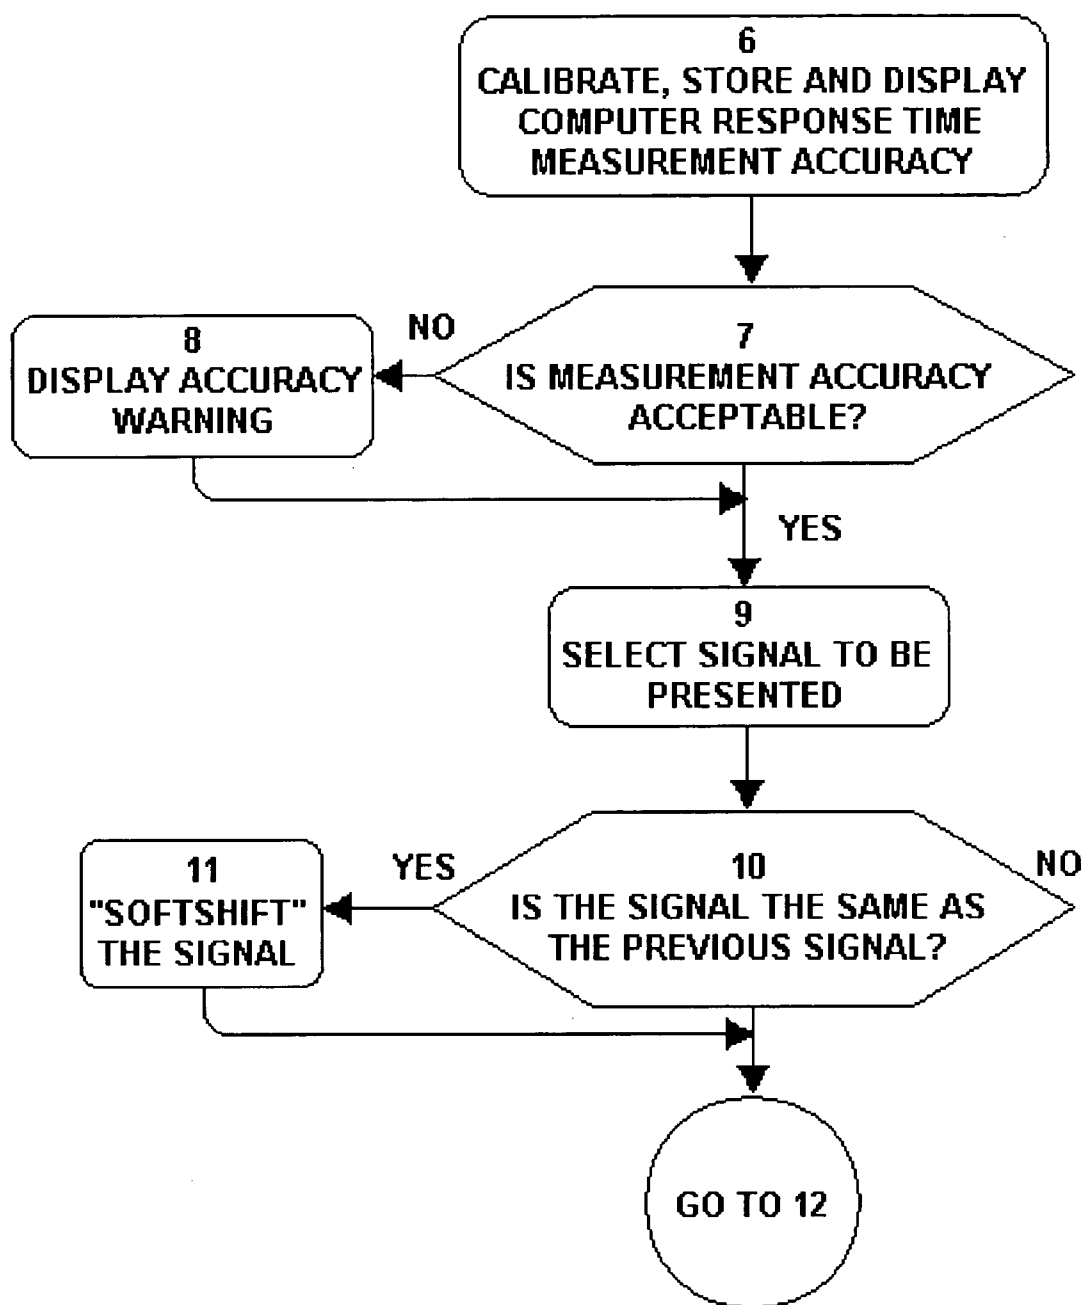 6
CALIBRATE, STORE AND DISPLAY
COMPUTER RESPONSE TIME
MEASUREMENT ACCURACY
NO
8
DISPLAY ACCURACY
WARNING
7
IS MEASUREMENT ACCURACY
ACCEPTABLE?
YES
9
SELECT SIGNAL TO BE
PRESENTED
YES
11
"SOFTSHIFT"
THE SIGNAL
10
IS THE SIGNAL THE SAME AS
THE PREVIOUS SIGNAL?
NO
GO TO 12